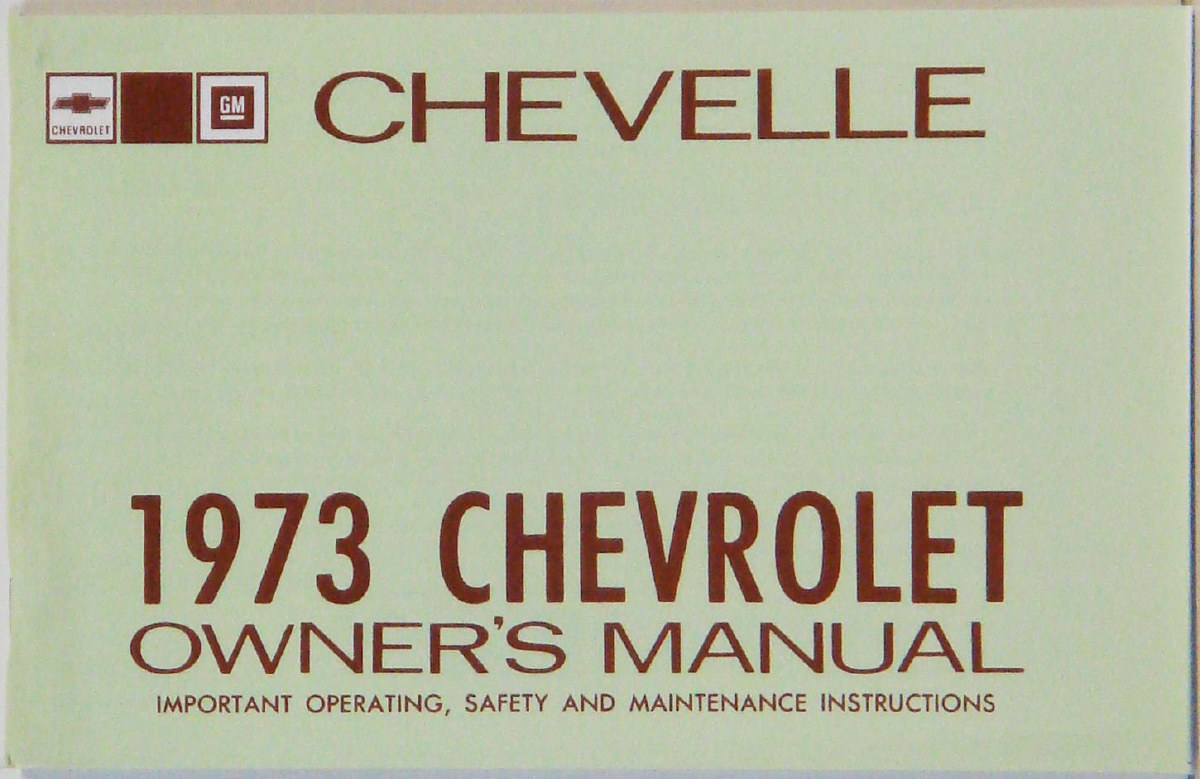 CHEVROLET
GM
CHEVELLE
1973 CHEVROLET
OWNER'S MANUAL
IMPORTANT OPERATING, SAFETY AND MAINTENANCE INSTRUCTIONS